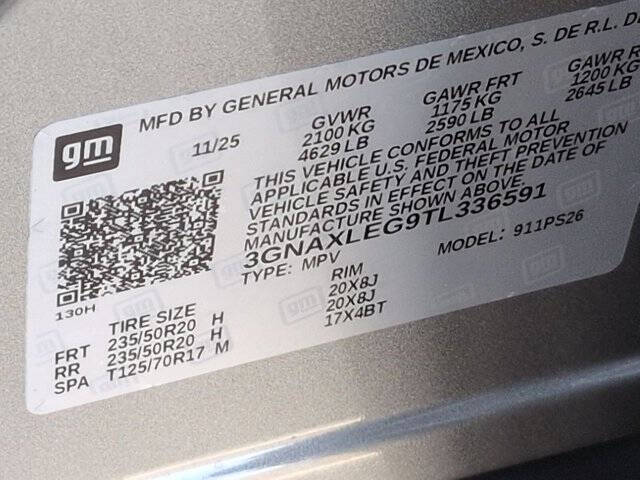 gm
MFD BY GENERAL MOTORS DE MEXICO, S. DE R.L. DE
11/25
GVWR GAWR FRT GAWR R
2100 KG 1175 KG 1200 KG
4629 LB 2590 LB 2645 LB
THIS VEHICLE CONFORMS TO ALL
APPLICABLE U.S. FEDERAL MOTOR
VEHICLE SAFETY AND THEFT PREVENTION
STANDARDS IN EFFECT ON THE DATE OF
MANUFACTURE SHOWN ABOVE.
3GNAXLEG9TL336591
TYPE: MPV MODEL: 911PS26
130H
TIRE SIZE RIM
FRT 235/50R20 H 20X8J
RR 235/50R20 H 20X8J
SPA T125/70R17 M 17X4BT